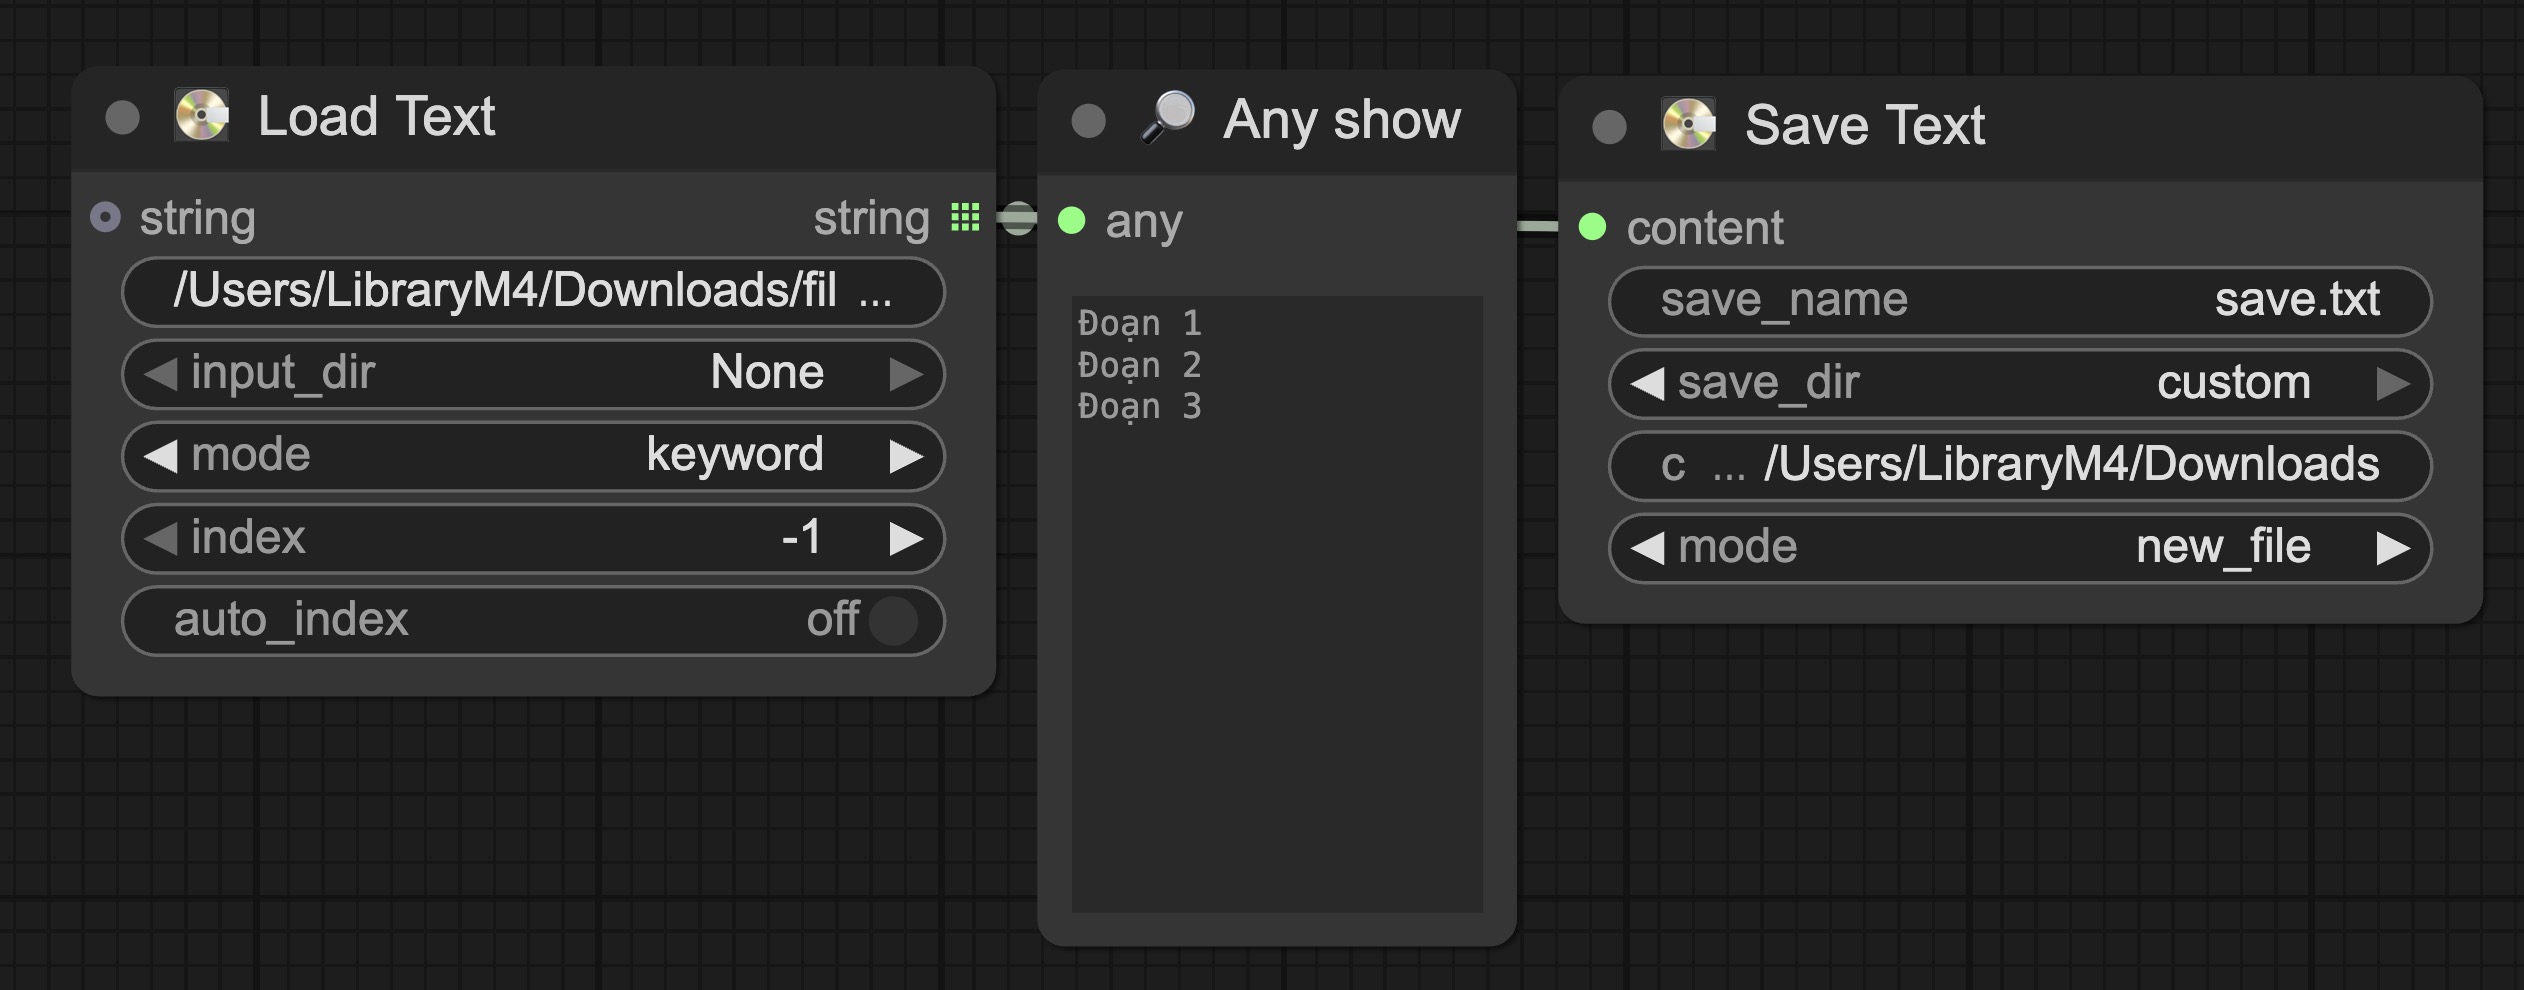 Load Text
string
string
/Users/LibraryM4/Downloads/fil ...
input_dir
None
mode
keyword
index
-1
auto_index
off
Any show
any
Đoạn 1
Đoạn 2
Đoạn 3
Save Text
content
save_name
save.txt
save_dir
custom
c ... /Users/LibraryM4/Downloads
mode
new_file